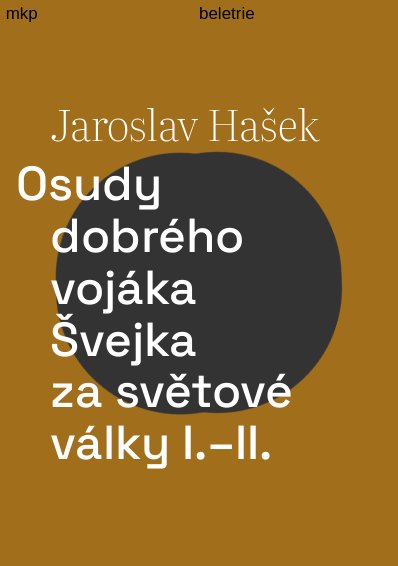 mkp beletrie
Jaroslav Hašek
Osudy
dobrého
vojáka
Švejka
za světové
války I.–II.